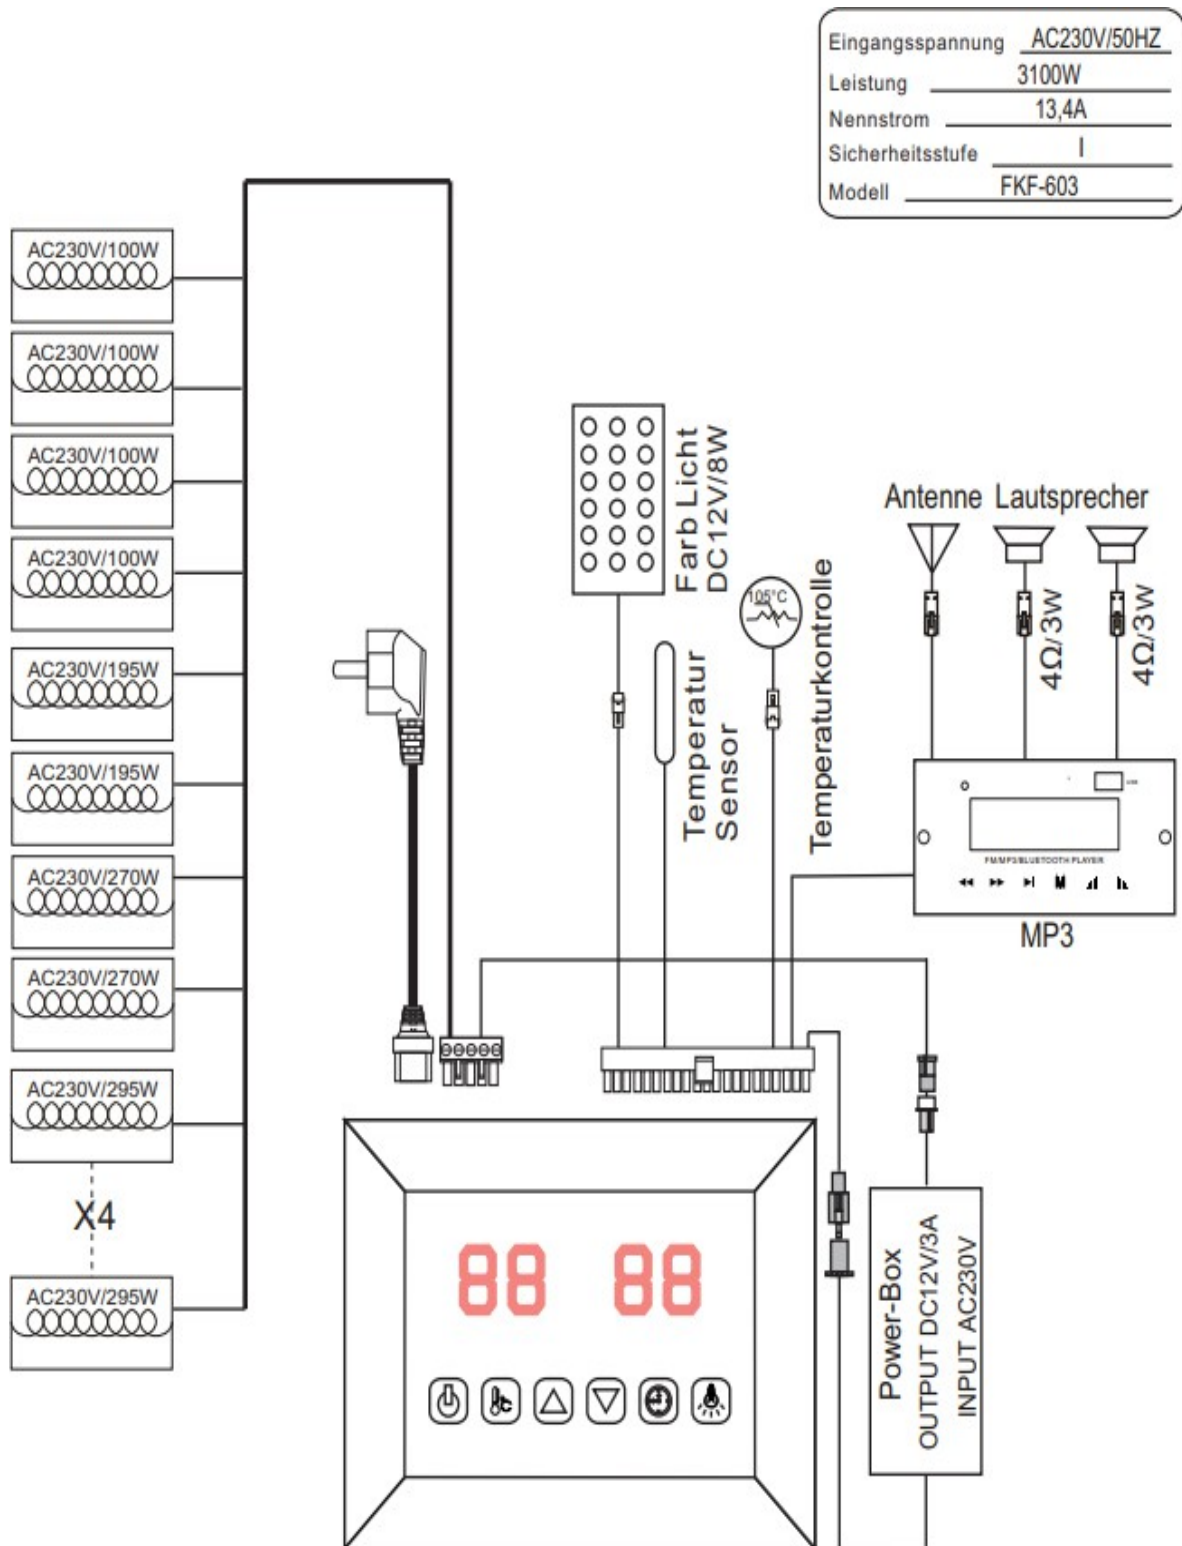 Eingangsspannung AC230V/50HZ
Leistung 3100W
Nennstrom 13,4A
Sicherheitsstufe I
Modell FKF-603
AC230V/100W
AC230V/100W
AC230V/100W
AC230V/100W
AC230V/195W
AC230V/195W
AC230V/270W
AC230V/270W
AC230V/295W
X4
AC230V/295W
Farb Licht
DC12V/8W
Temperatur
Sensor
105°C
Temperaturkontrolle
Antenne Lautsprecher
4Ω/3W
4Ω/3W
FM/MP3/BLUETOOTH PLAYER
M
MP3
88 88
°C
Power-Box
OUTPUT DC12V/3A
INPUT AC230V